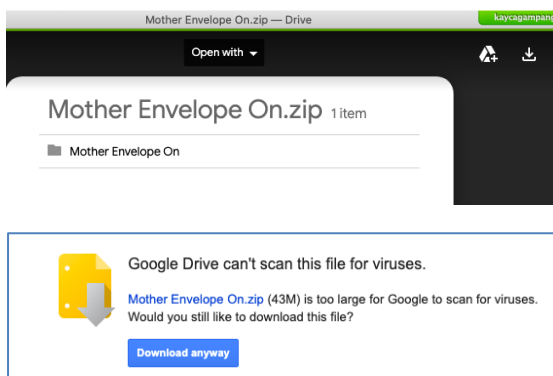 Mother Envelope On.zip — Drive
kaycagampang
Open with
Mother Envelope On.zip 1 item
Mother Envelope On
Google Drive can't scan this file for viruses.
Mother Envelope On.zip (43M) is too large for Google to scan for viruses.
Would you still like to download this file?
Download anyway